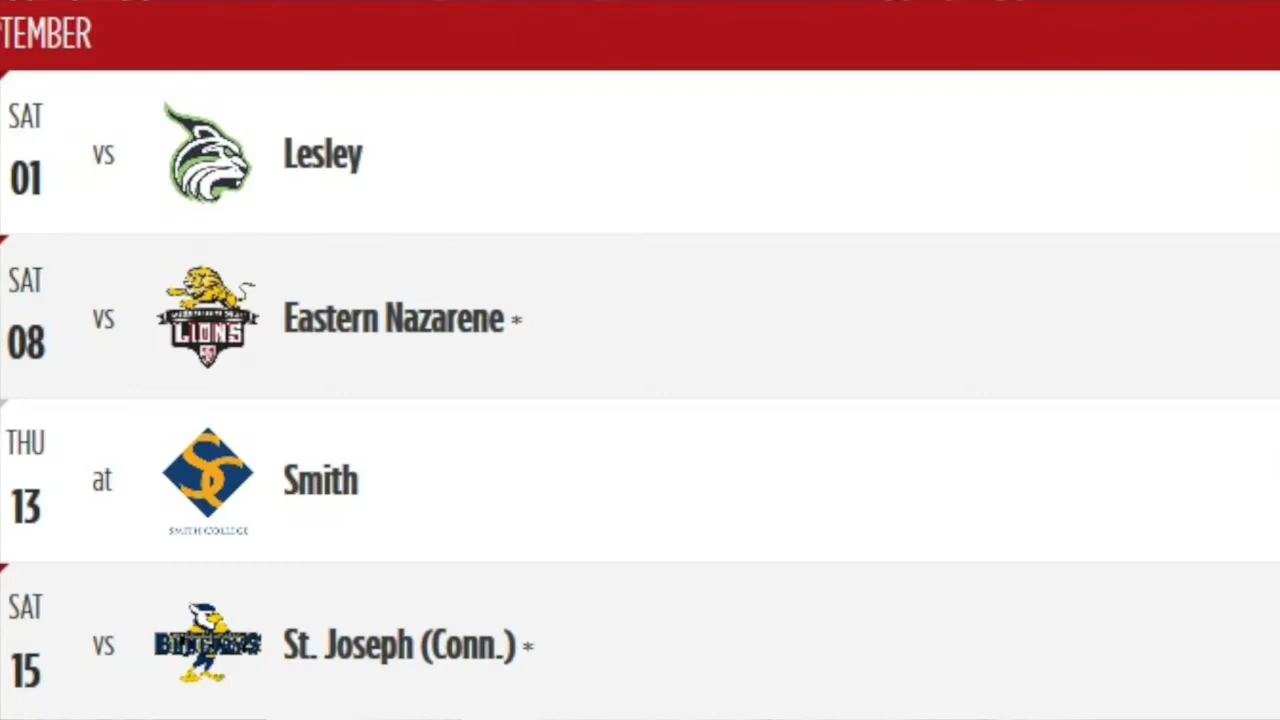 TEMBER
SAT
01
vs
Lesley
SAT
08
vs
LIONS
Eastern Nazarene *
THU
13
at
SMITH COLLEGE
Smith
SAT
15
vs
St. Joseph (Conn.) *